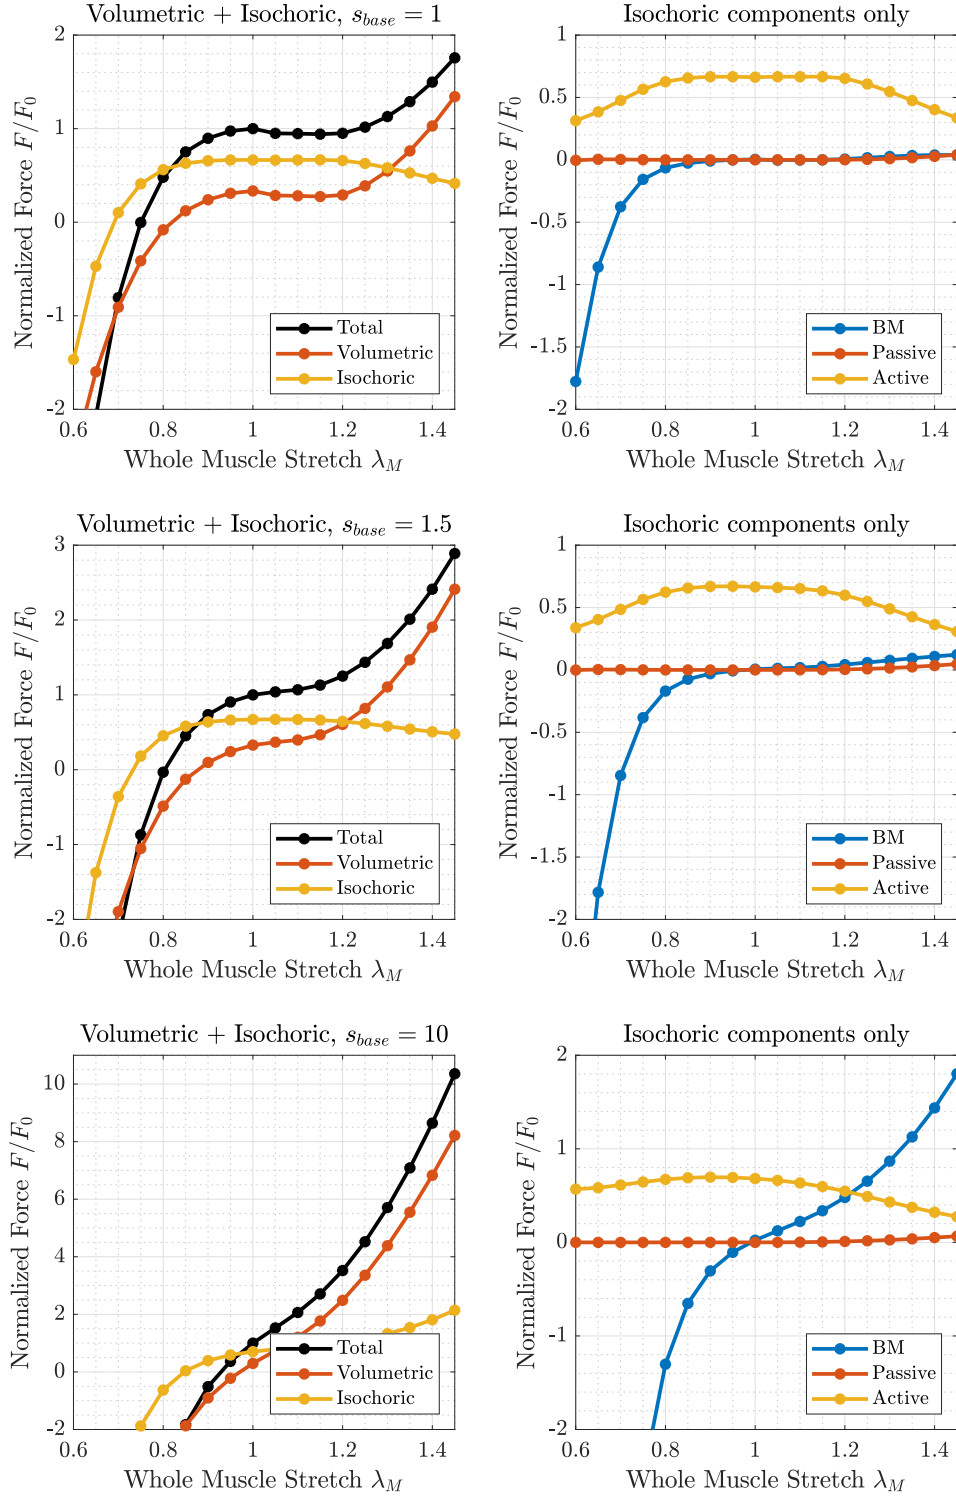 Volumetric + Isochoric, s_base = 1
Normalized Force F/F_0
2
1
0
-1
-2
0.6 0.8 1 1.2 1.4
Whole Muscle Stretch λ_M
Total
Volumetric
Isochoric
Isochoric components only
Normalized Force F/F_0
1
0.5
0
-0.5
-1
-1.5
-2
0.6 0.8 1 1.2 1.4
Whole Muscle Stretch λ_M
BM
Passive
Active
Volumetric + Isochoric, s_base = 1.5
Normalized Force F/F_0
3
2
1
0
-1
-2
0.6 0.8 1 1.2 1.4
Whole Muscle Stretch λ_M
Total
Volumetric
Isochoric
Isochoric components only
Normalized Force F/F_0
1
0.5
0
-0.5
-1
-1.5
-2
0.6 0.8 1 1.2 1.4
Whole Muscle Stretch λ_M
BM
Passive
Active
Volumetric + Isochoric, s_base = 10
Normalized Force F/F_0
10
8
6
4
2
0
-2
0.6 0.8 1 1.2 1.4
Whole Muscle Stretch λ_M
Total
Volumetric
Isochoric
Isochoric components only
Normalized Force F/F_0
2
1
0
-1
-2
0.6 0.8 1 1.2 1.4
Whole Muscle Stretch λ_M
BM
Passive
Active